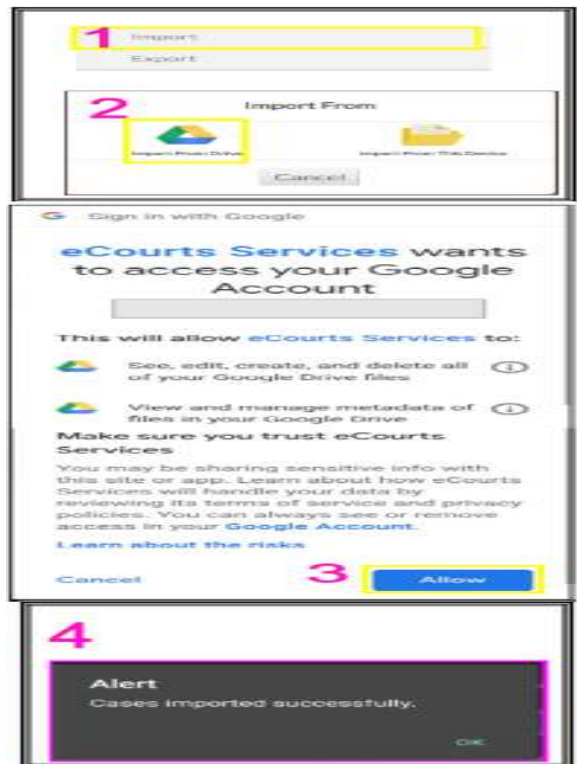 1 Import
Export
2 Import From
Import From Drive Import From This Device
Cancel
G Sign in with Google
eCourts Services wants
to access your Google
Account
This will allow eCourts Services to:
See, edit, create, and delete all
of your Google Drive files
View and manage metadata of
files in your Google Drive
Make sure you trust eCourts
Services
You may be sharing sensitive info with
this site or app. Learn about how eCourts
Services will handle your data by
reviewing its terms of service and privacy
policies. You can always see or remove
access in your Google Account.
Learn about the risks
Cancel 3 Allow
4
Alert
Cases imported successfully.
OK